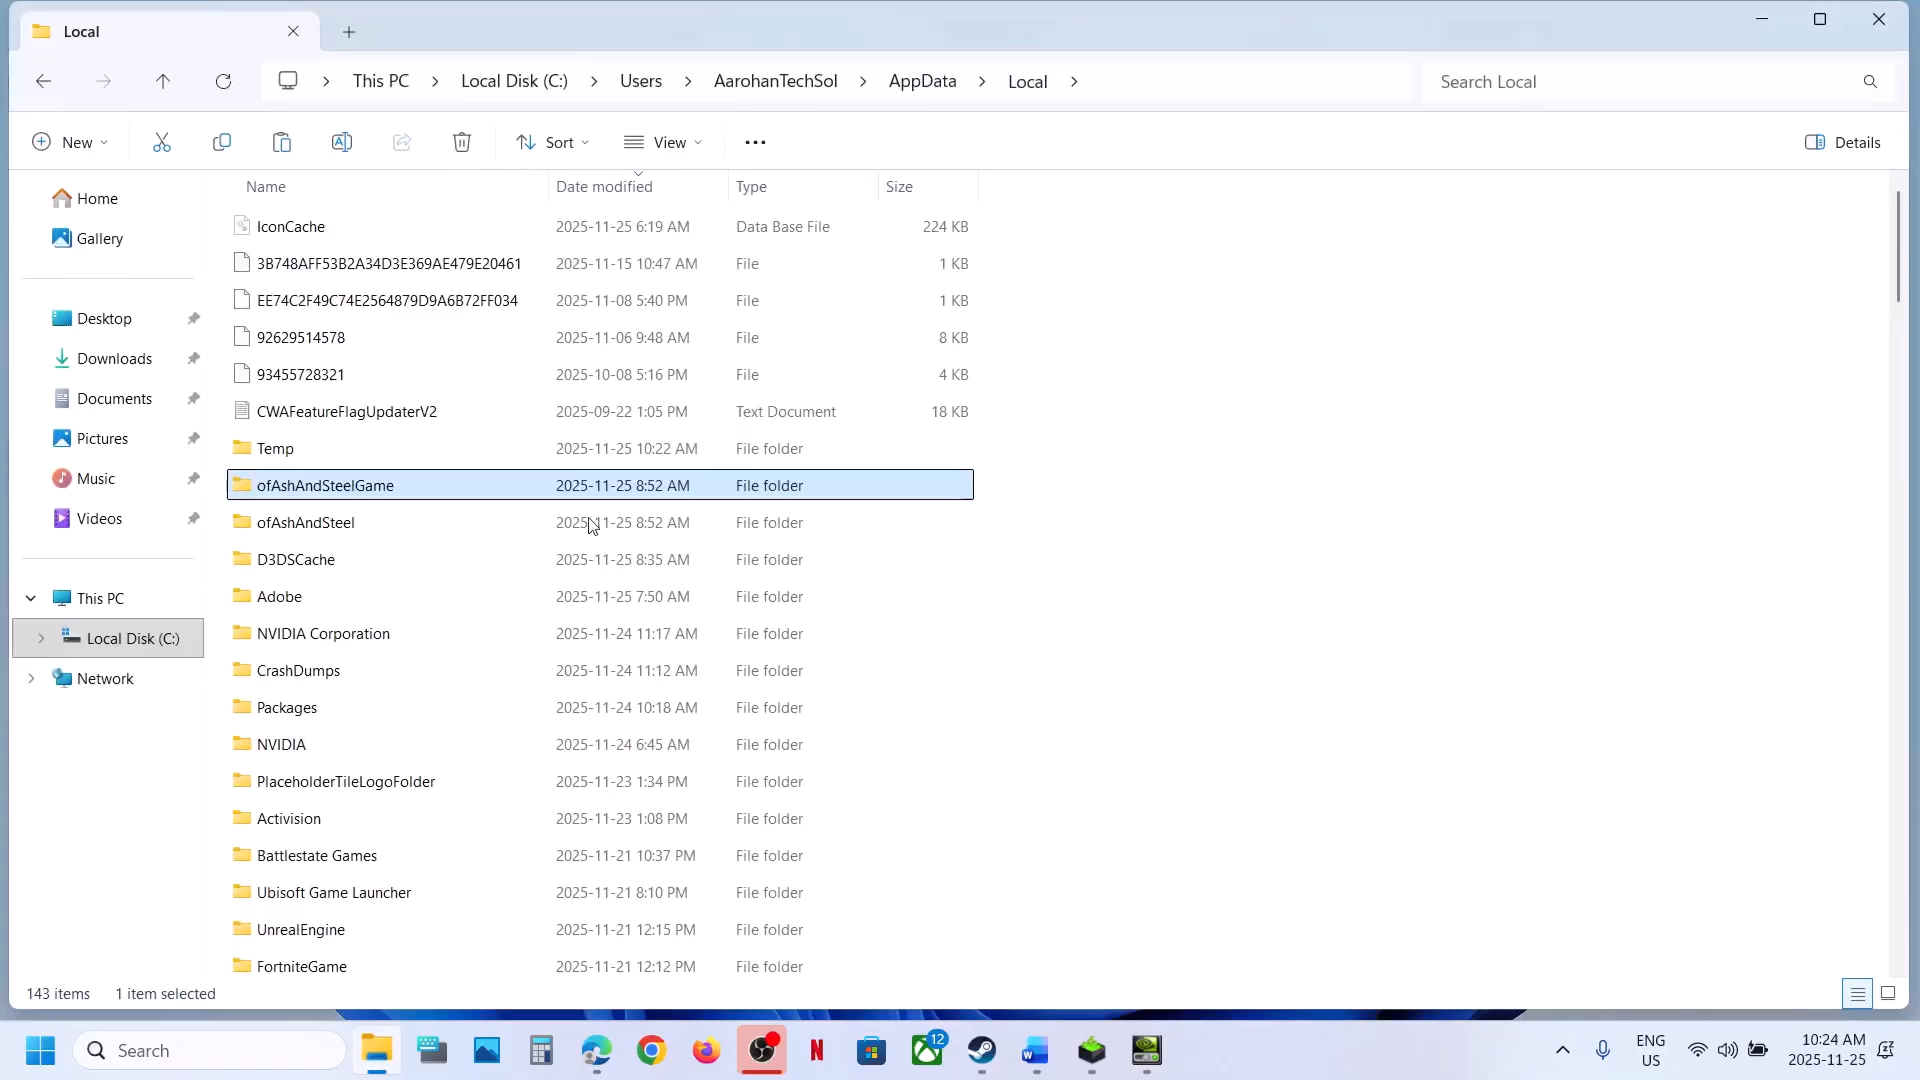 Local
This PC
Local Disk (C:)
Users
AarohanTechSol
AppData
Local
Search Local
New
Sort
View
Details
Name Date modified Type Size
IconCache 2025-11-25 6:19 AM Data Base File 224 KB
3B748AFF53B2A34D3E369AE479E20461 2025-11-15 10:47 AM File 1 KB
EE74C2F49C74E2564879D9A6B72FF034 2025-11-08 5:40 PM File 1 KB
92629514578 2025-11-06 9:48 AM File 8 KB
93455728321 2025-10-08 5:16 PM File 4 KB
CWAFeatureFlagUpdaterV2 2025-09-22 1:05 PM Text Document 18 KB
Temp 2025-11-25 10:22 AM File folder
ofAshAndSteelGame 2025-11-25 8:52 AM File folder
ofAshAndSteel 2025-11-25 8:52 AM File folder
D3DSCache 2025-11-25 8:35 AM File folder
Adobe 2025-11-25 7:50 AM File folder
NVIDIA Corporation 2025-11-24 11:17 AM File folder
CrashDumps 2025-11-24 11:12 AM File folder
Packages 2025-11-24 10:18 AM File folder
NVIDIA 2025-11-24 6:45 AM File folder
PlaceholderTileLogoFolder 2025-11-23 1:34 PM File folder
Activision 2025-11-23 1:08 PM File folder
Battlestate Games 2025-11-21 10:37 PM File folder
Ubisoft Game Launcher 2025-11-21 8:10 PM File folder
UnrealEngine 2025-11-21 12:15 PM File folder
FortniteGame 2025-11-21 12:12 PM File folder
Home
Gallery
Desktop
Downloads
Documents
Pictures
Music
Videos
This PC
Local Disk (C:)
Network
143 items 1 item selected
Search
12
ENG
US
10:24 AM
2025-11-25